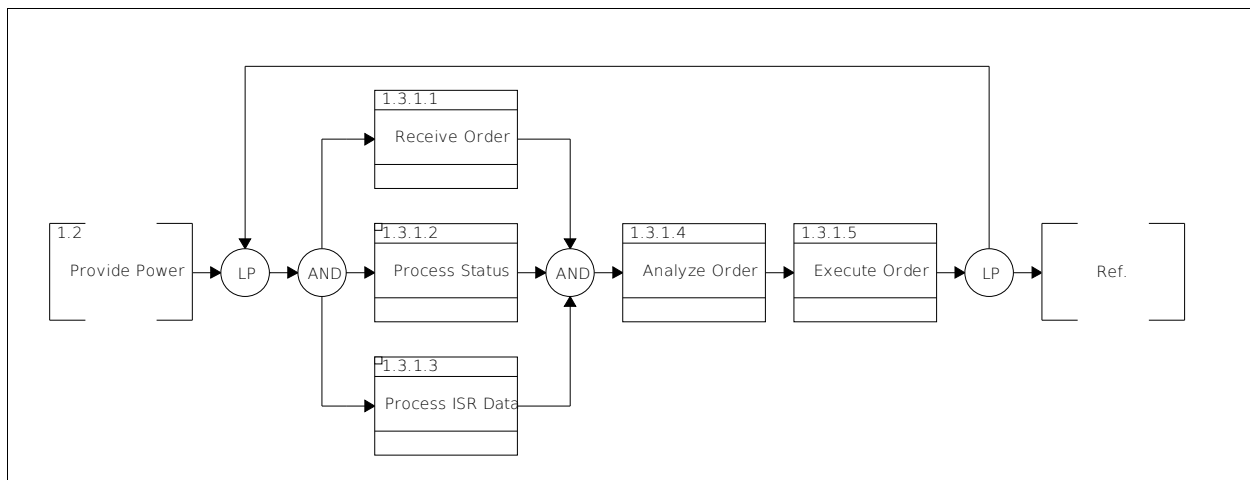 1.3.1.1
Receive Order
1.2
Provide Power
LP
AND
1.3.1.2
Process Status
AND
1.3.1.4
Analyze Order
1.3.1.5
Execute Order
LP
Ref.
1.3.1.3
Process ISR Data